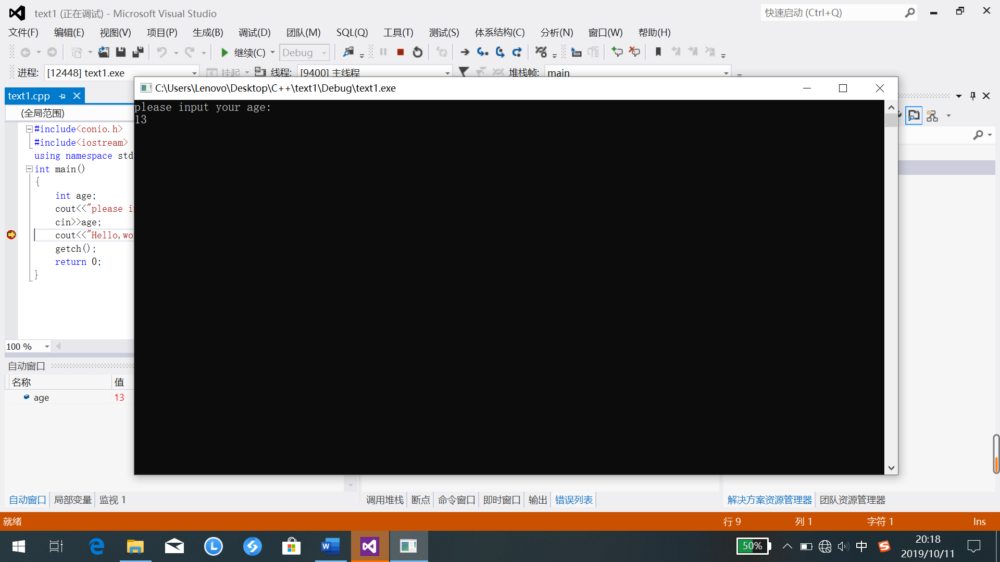 text1 (正在调试) - Microsoft Visual Studio
快速启动 (Ctrl+Q)
文件(F) 编辑(E) 视图(V) 项目(P) 生成(B) 调试(D) 团队(M) SQL(Q) 工具(T) 测试(S) 体系结构(C) 分析(N) 窗口(W) 帮助(H)
继续(C) Debug
进程: [12448] text1.exe 挂起 线程: [9400] 主线程 堆栈帧: main
C:\Users\Lenovo\Desktop\C++\text1\Debug\text1.exe
please input your age:
13
text1.cpp
(全局范围)
#include<conio.h>
#include<iostream>
using namespace std
int main()
{
int age;
cout<<"please i
cin>>age;
cout<<"Hello,wo
getch();
return 0;
}
100 %
自动窗口
名称 值
age 13
自动窗口 局部变量 监视 1
调用堆栈 断点 命令窗口 即时窗口 输出 错误列表
解决方案资源管理器 团队资源管理器
就绪 行 9 列 1 字符 1 Ins
50% 中 20:18
2019/10/11